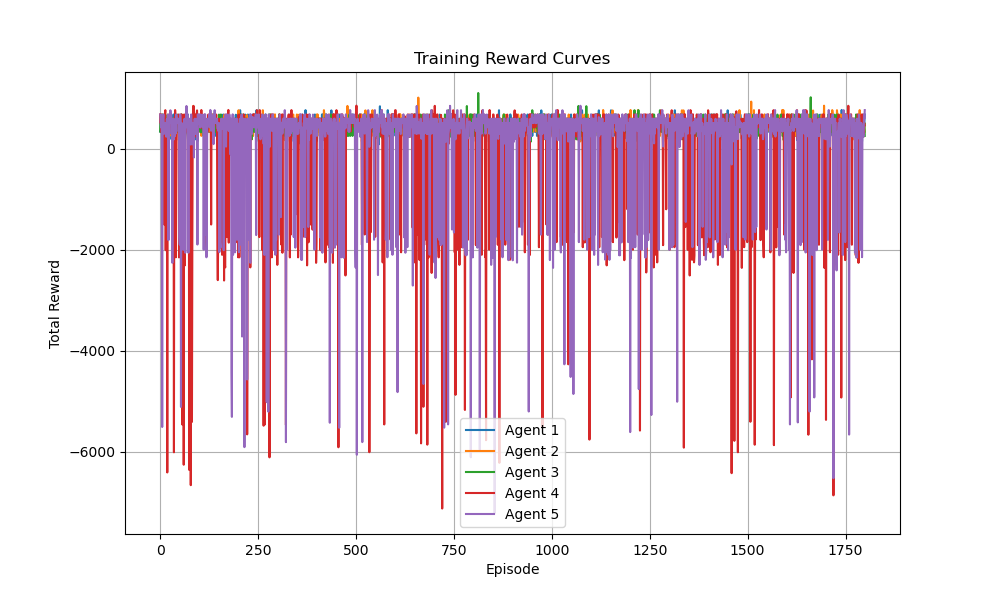 Training Reward Curves
Total Reward
0
−2000
−4000
−6000
Agent 1
Agent 2
Agent 3
Agent 4
Agent 5
0 250 500 750 1000 1250 1500 1750
Episode